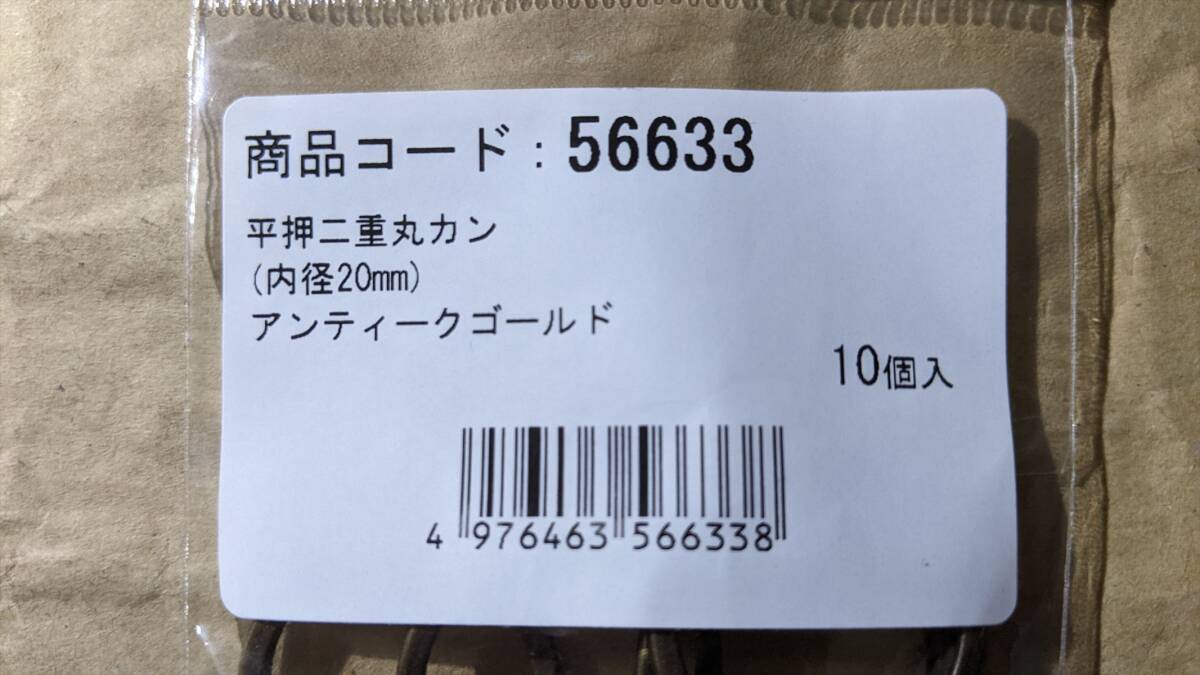 商品コード：56633
平押二重丸カン
(内径20mm)
アンティークゴールド
10個入
4 976463 566338